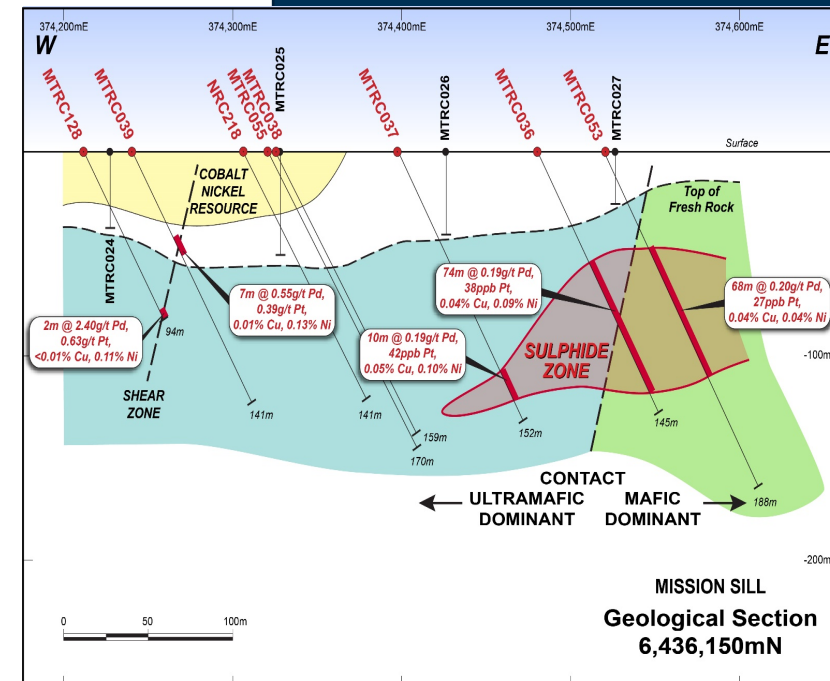 374,200mE
374,300mE
374,400mE
374,500mE
374,600mE
W
E
MTRC128
MTRC039
NRC218
MTRC055
MTRC038
MTRC025
MTRC037
MTRC026
MTRC036
MTRC053
MTRC027
Surface
COBALT
NICKEL
RESOURCE
Top of
Fresh Rock
MTRC024
2m @ 2.40g/t Pd,
0.63g/t Pt,
<0.01% Cu, 0.11% Ni
94m
7m @ 0.55g/t Pd,
0.39g/t Pt,
0.01% Cu, 0.13% Ni
74m @ 0.19g/t Pd,
38ppb Pt,
0.04% Cu, 0.09% Ni
68m @ 0.20g/t Pd,
27ppb Pt,
0.04% Cu, 0.04% Ni
10m @ 0.19g/t Pd,
42ppb Pt,
0.05% Cu, 0.10% Ni
SULPHIDE
ZONE
-100m
SHEAR
ZONE
141m
141m
159m
170m
152m
145m
188m
CONTACT
ULTRAMAFIC
DOMINANT
MAFIC
DOMINANT
-200m
MISSION SILL
Geological Section
6,436,150mN
0
50
100m